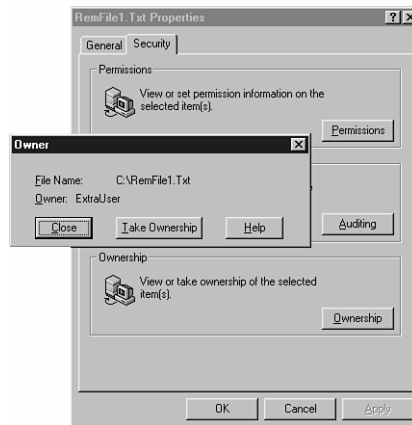 RemFile1.Txt Properties
General Security
Permissions
View or set permission information on the
selected item(s).
Permissions
Owner
File Name: C:\RemFile1.Txt
Owner: ExtraUser
Close Take Ownership Help
Auditing
Ownership
View or take ownership of the selected
item(s).
Ownership
OK Cancel Apply